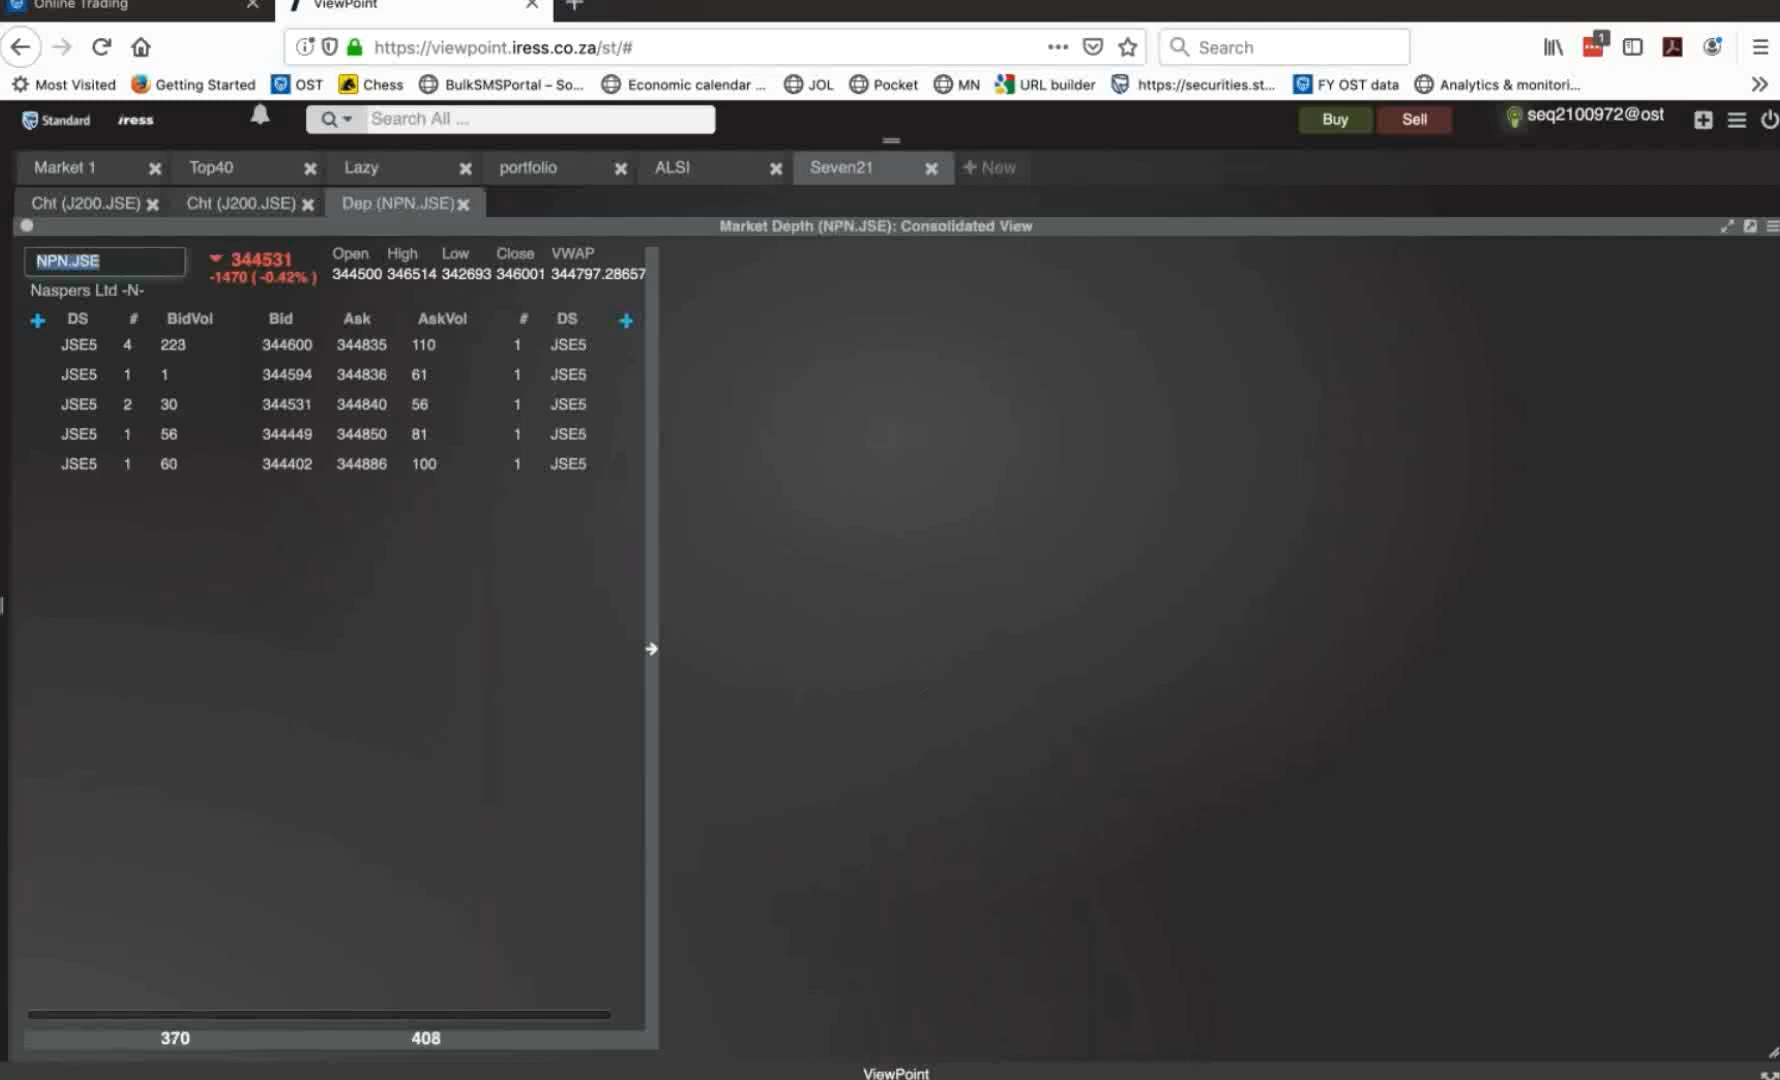 Online Trading
ViewPoint
https://viewpoint.iress.co.za/st/#
Search
1
Most Visited
Getting Started
OST
Chess
BulkSMSPortal – So...
Economic calendar ...
JOL
Pocket
MN
URL builder
https://securities.st...
FY OST data
Analytics & monitori...
Standard
iress
Search All ...
Buy
Sell
seq2100972@ost
Market 1
Top40
Lazy
portfolio
ALSI
Seven21
+ New
Cht (J200.JSE)
Cht (J200.JSE)
Dep (NPN.JSE)
Market Depth (NPN.JSE): Consolidated View
NPN.JSE
344531
-1470 ( -0.42% )
Open High Low Close VWAP
344500 346514 342693 346001 344797.28657
Naspers Ltd -N-
DS # BidVol Bid Ask AskVol # DS
JSE5 4 223 344600 344835 110 1 JSE5
JSE5 1 1 344594 344836 61 1 JSE5
JSE5 2 30 344531 344840 56 1 JSE5
JSE5 1 56 344449 344850 81 1 JSE5
JSE5 1 60 344402 344886 100 1 JSE5
370 408
ViewPoint